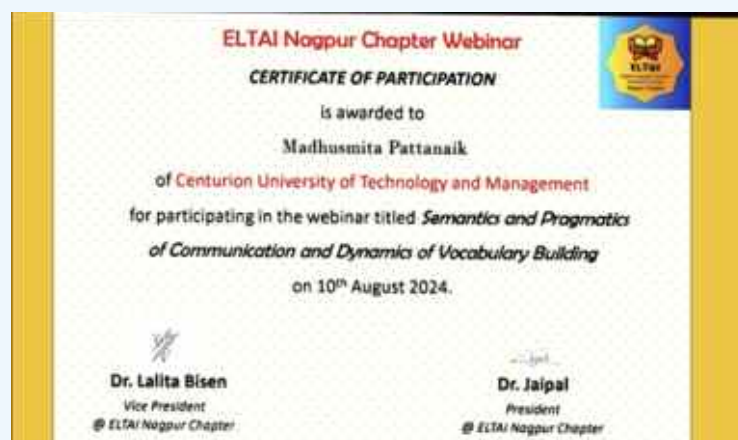 ELTAI Nagpur Chapter Webinar
CERTIFICATE OF PARTICIPATION
is awarded to
Madhusmita Pattanaik
of Centurion University of Technology and Management
for participating in the webinar titled Semantics and Pragmatics
of Communication and Dynamics of Vocabulary Building
on 10th August 2024.
ELTAI
Dr. Lalita Bisen
Vice President
@ ELTAI Nagpur Chapter
Dr. Jaipal
President
@ ELTAI Nagpur Chapter